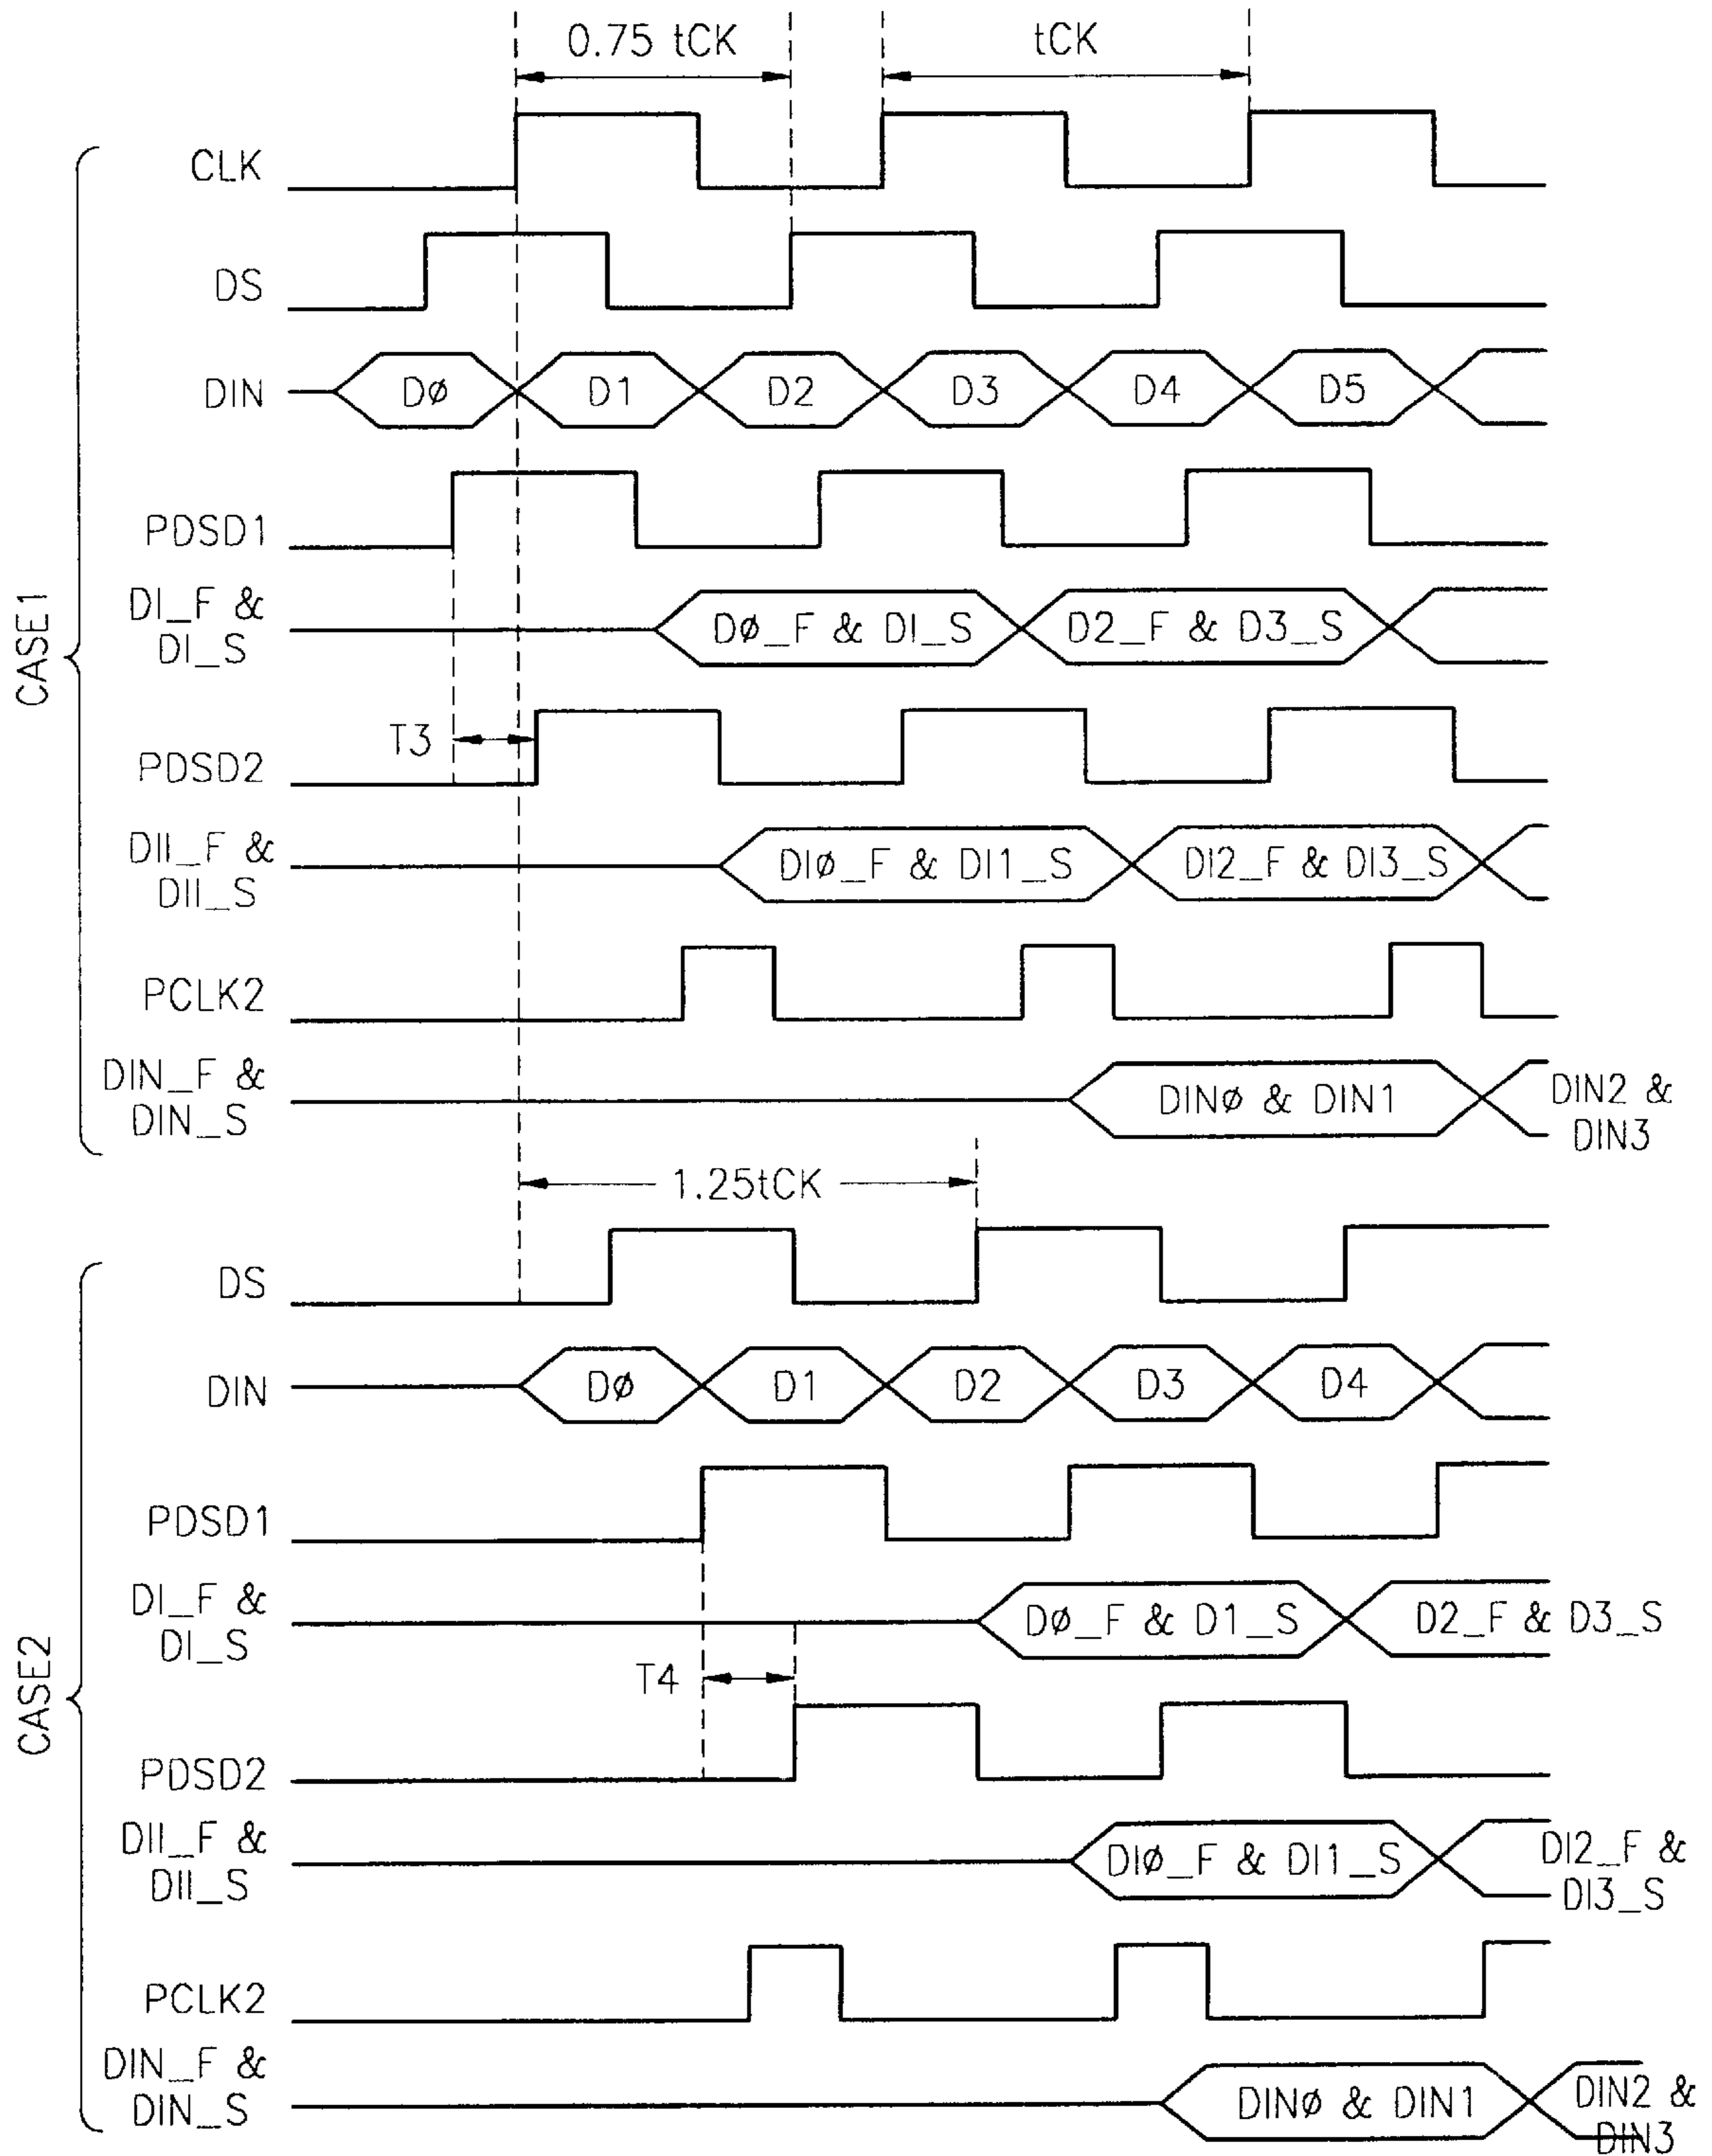 0.75 tCK
tCK
CASE1
CLK
DS
DIN
DØ
D1
D2
D3
D4
D5
PDSD1
DI_F &
DI_S
DØ_F & DI_S
D2_F & D3_S
T3
PDSD2
DII_F &
DII_S
DIØ_F & DI1_S
DI2_F & DI3_S
PCLK2
DIN_F &
DIN_S
DINØ & DIN1
DIN2 &
DIN3
1.25tCK
CASE2
DS
DIN
DØ
D1
D2
D3
D4
PDSD1
DI_F &
DI_S
DØ_F & D1_S
D2_F & D3_S
T4
PDSD2
DII_F &
DII_S
DIØ_F & DI1_S
DI2_F &
DI3_S
PCLK2
DIN_F &
DIN_S
DINØ & DIN1
DIN2 &
DIN3